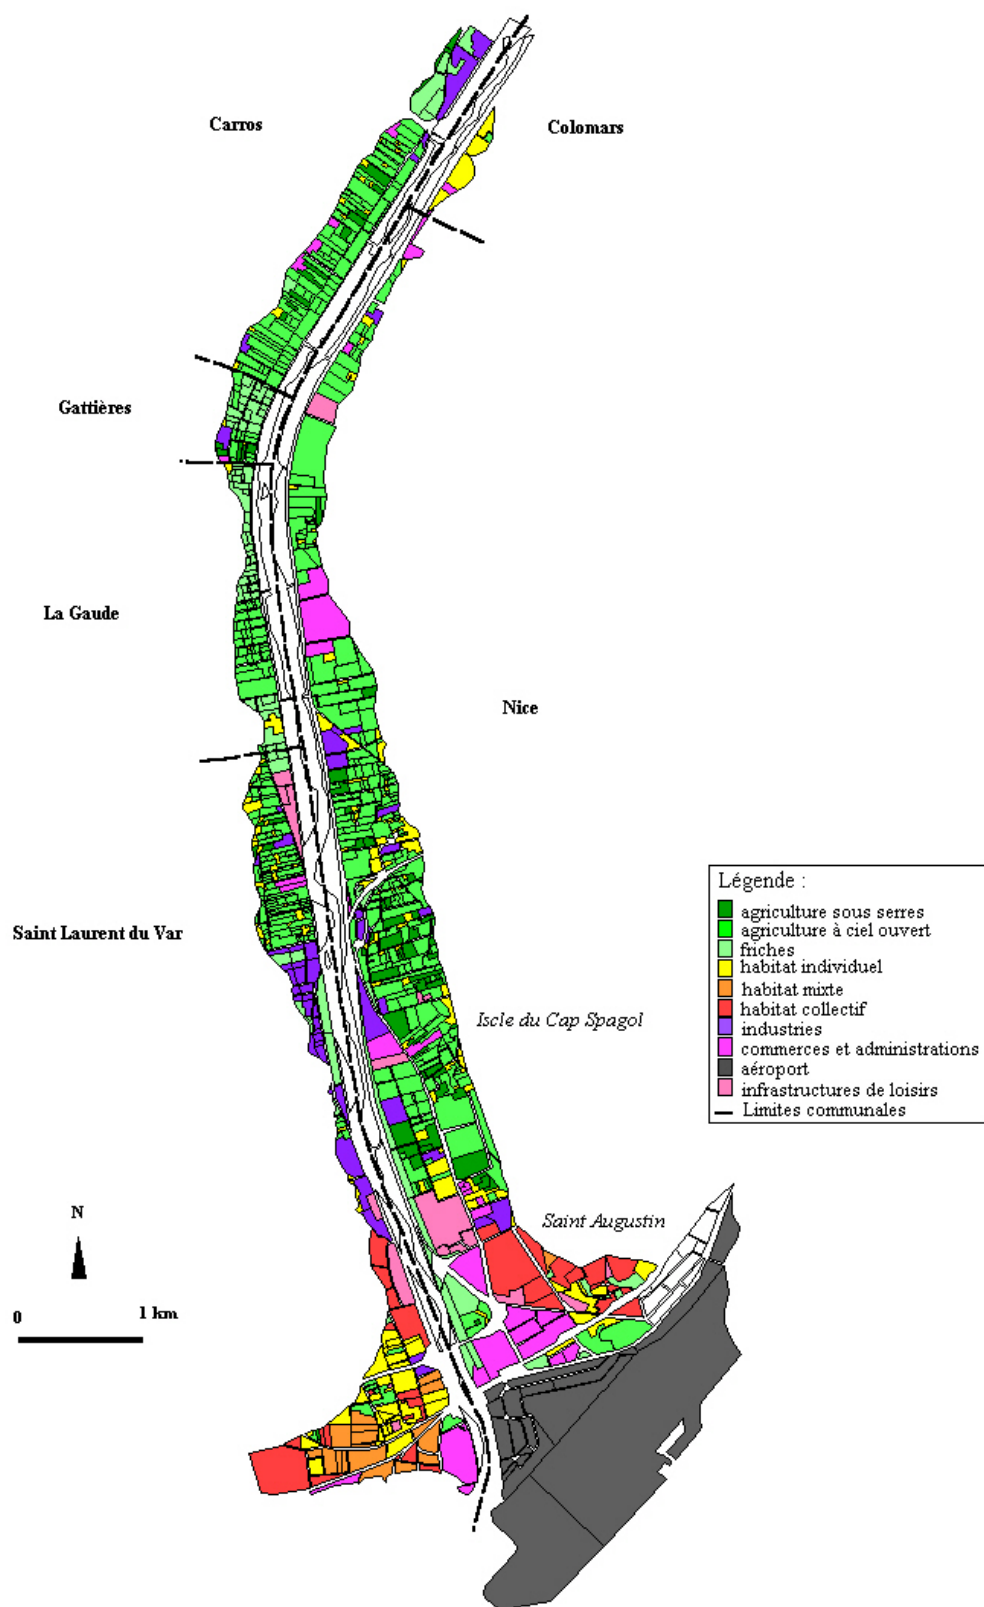 Carros
Colomars
Gattières
La Gaude
Nice
Saint Laurent du Var
Iscle du Cap Spagol
Saint Augustin
N
0 1 km
Légende :
agriculture sous serres
agriculture à ciel ouvert
friches
habitat individuel
habitat mixte
habitat collectif
industries
commerces et administrations
aéroport
infrastructures de loisirs
Limites communales